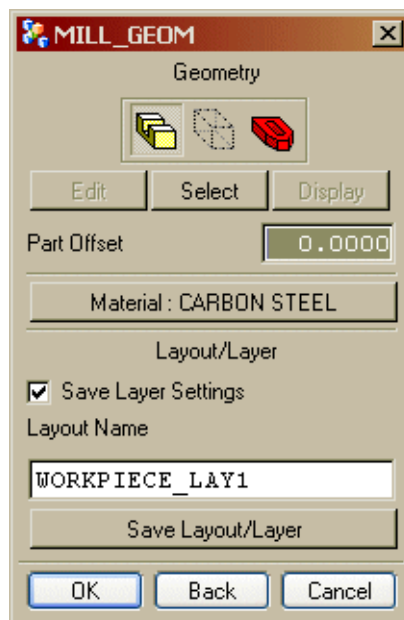 MILL_GEOM
Geometry
Edit Select Display
Part Offset 0.0000
Material : CARBON STEEL
Layout/Layer
Save Layer Settings
Layout Name
WORKPIECE_LAY1
Save Layout/Layer
OK Back Cancel